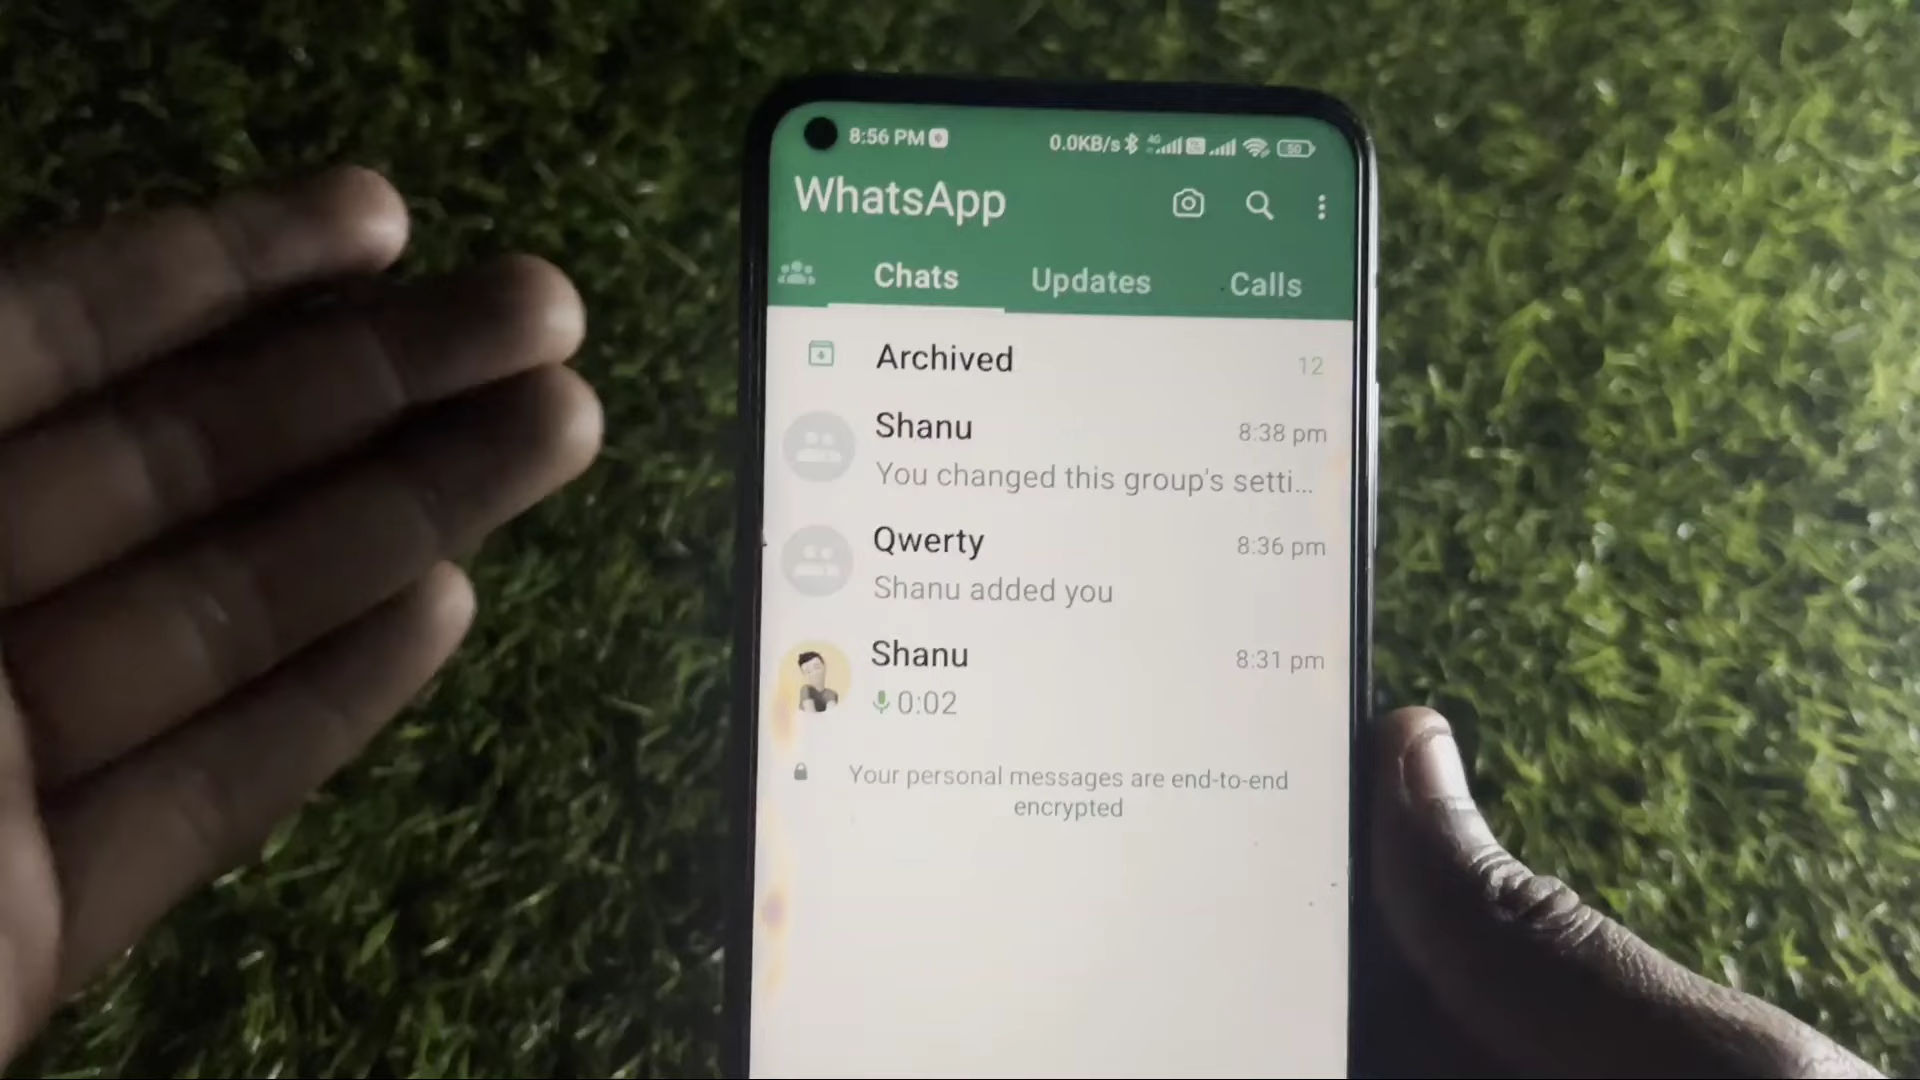 8:56 PM 0.0KB/s 4G 50
WhatsApp
Chats Updates Calls
Archived 12
Shanu 8:38 pm
You changed this group's setti...
Qwerty 8:36 pm
Shanu added you
Shanu 8:31 pm
0:02
Your personal messages are end-to-end
encrypted